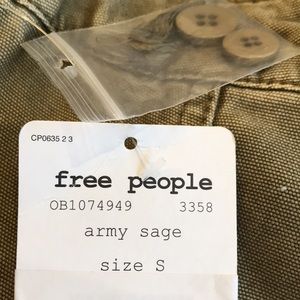 CP0635 2 3
free people
OB1074949 3358
army sage
size S